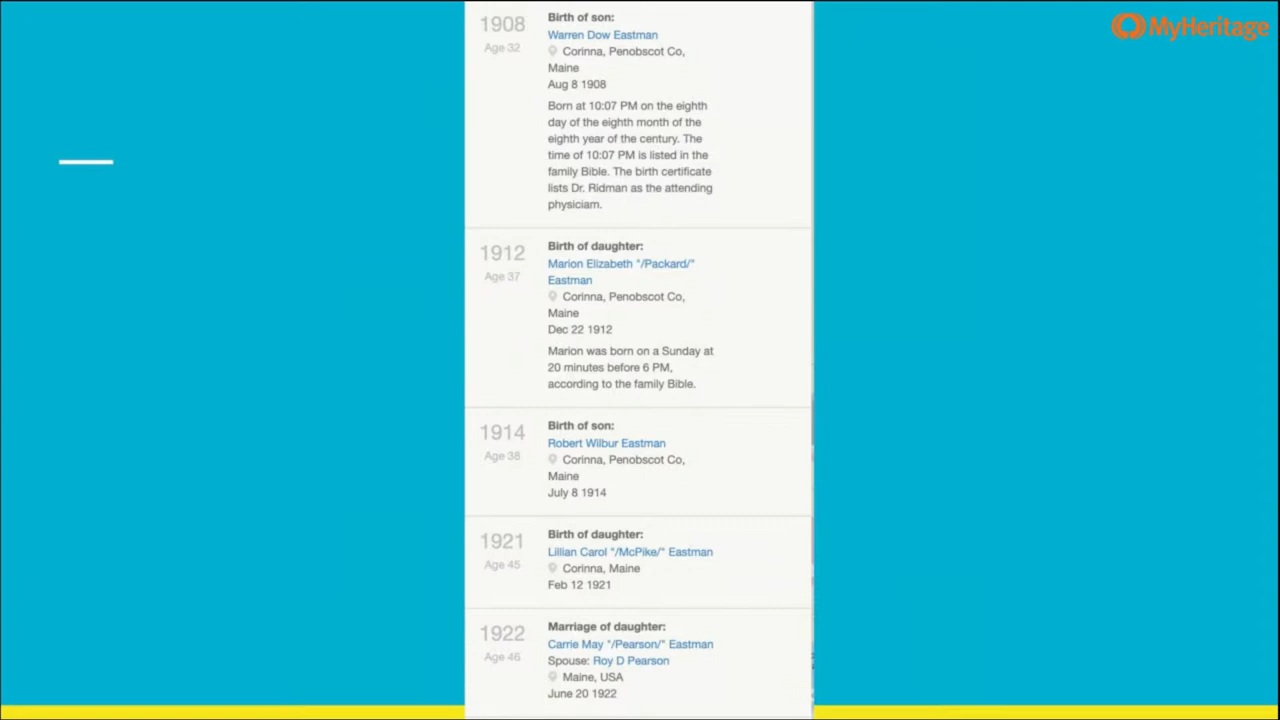 MyHeritage
1908
Age 32
Birth of son:
Warren Dow Eastman
Corinna, Penobscot Co,
Maine
Aug 8 1908
Born at 10:07 PM on the eighth
day of the eighth month of the
eighth year of the century. The
time of 10:07 PM is listed in the
family Bible. The birth certificate
lists Dr. Ridman as the attending
physiciam.
1912
Age 37
Birth of daughter:
Marion Elizabeth "/Packard/"
Eastman
Corinna, Penobscot Co,
Maine
Dec 22 1912
Marion was born on a Sunday at
20 minutes before 6 PM,
according to the family Bible.
1914
Age 38
Birth of son:
Robert Wilbur Eastman
Corinna, Penobscot Co,
Maine
July 8 1914
1921
Age 45
Birth of daughter:
Lillian Carol "/McPike/" Eastman
Corinna, Maine
Feb 12 1921
1922
Age 46
Marriage of daughter:
Carrie May "/Pearson/" Eastman
Spouse: Roy D Pearson
Maine, USA
June 20 1922